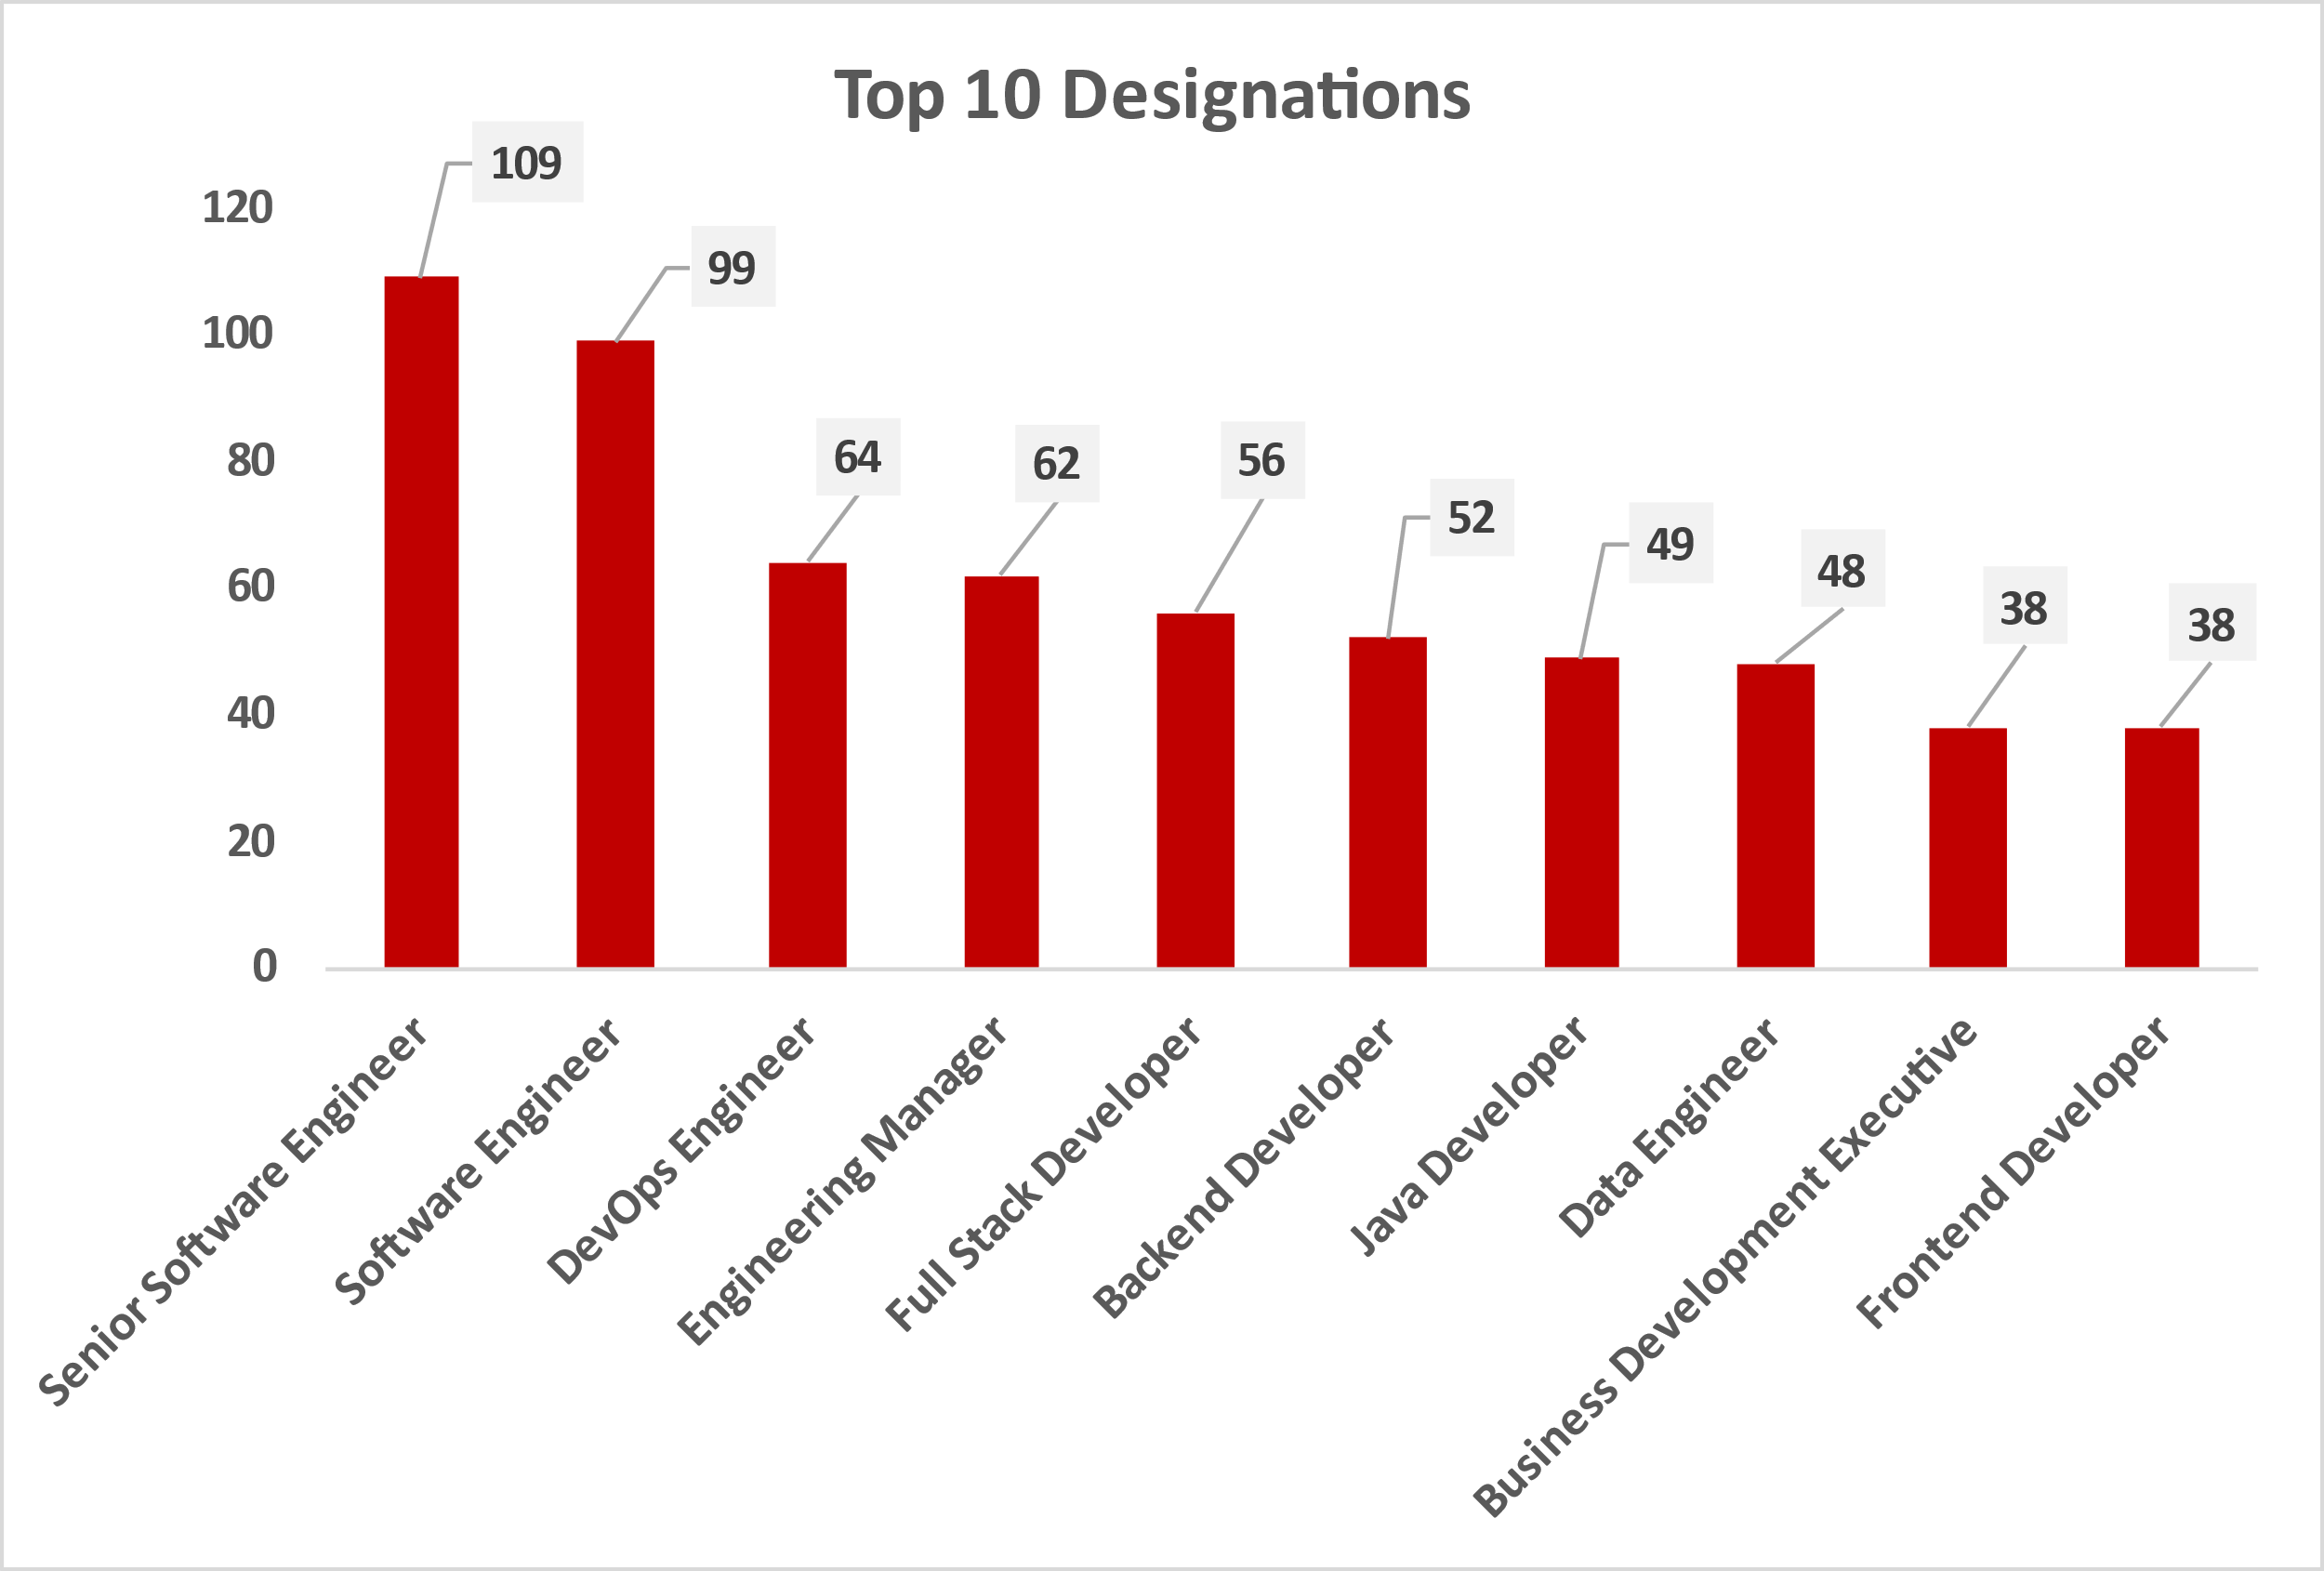 Top 10 Designations
120
100
80
60
40
20
0
109
99
64
62
56
52
49
48
38
38
Senior Software Engineer
Software Engineer
DevOps Engineer
Engineering Manager
Full Stack Developer
Backend Developer
Java Developer
Data Engineer
Business Development Executive
Frontend Developer